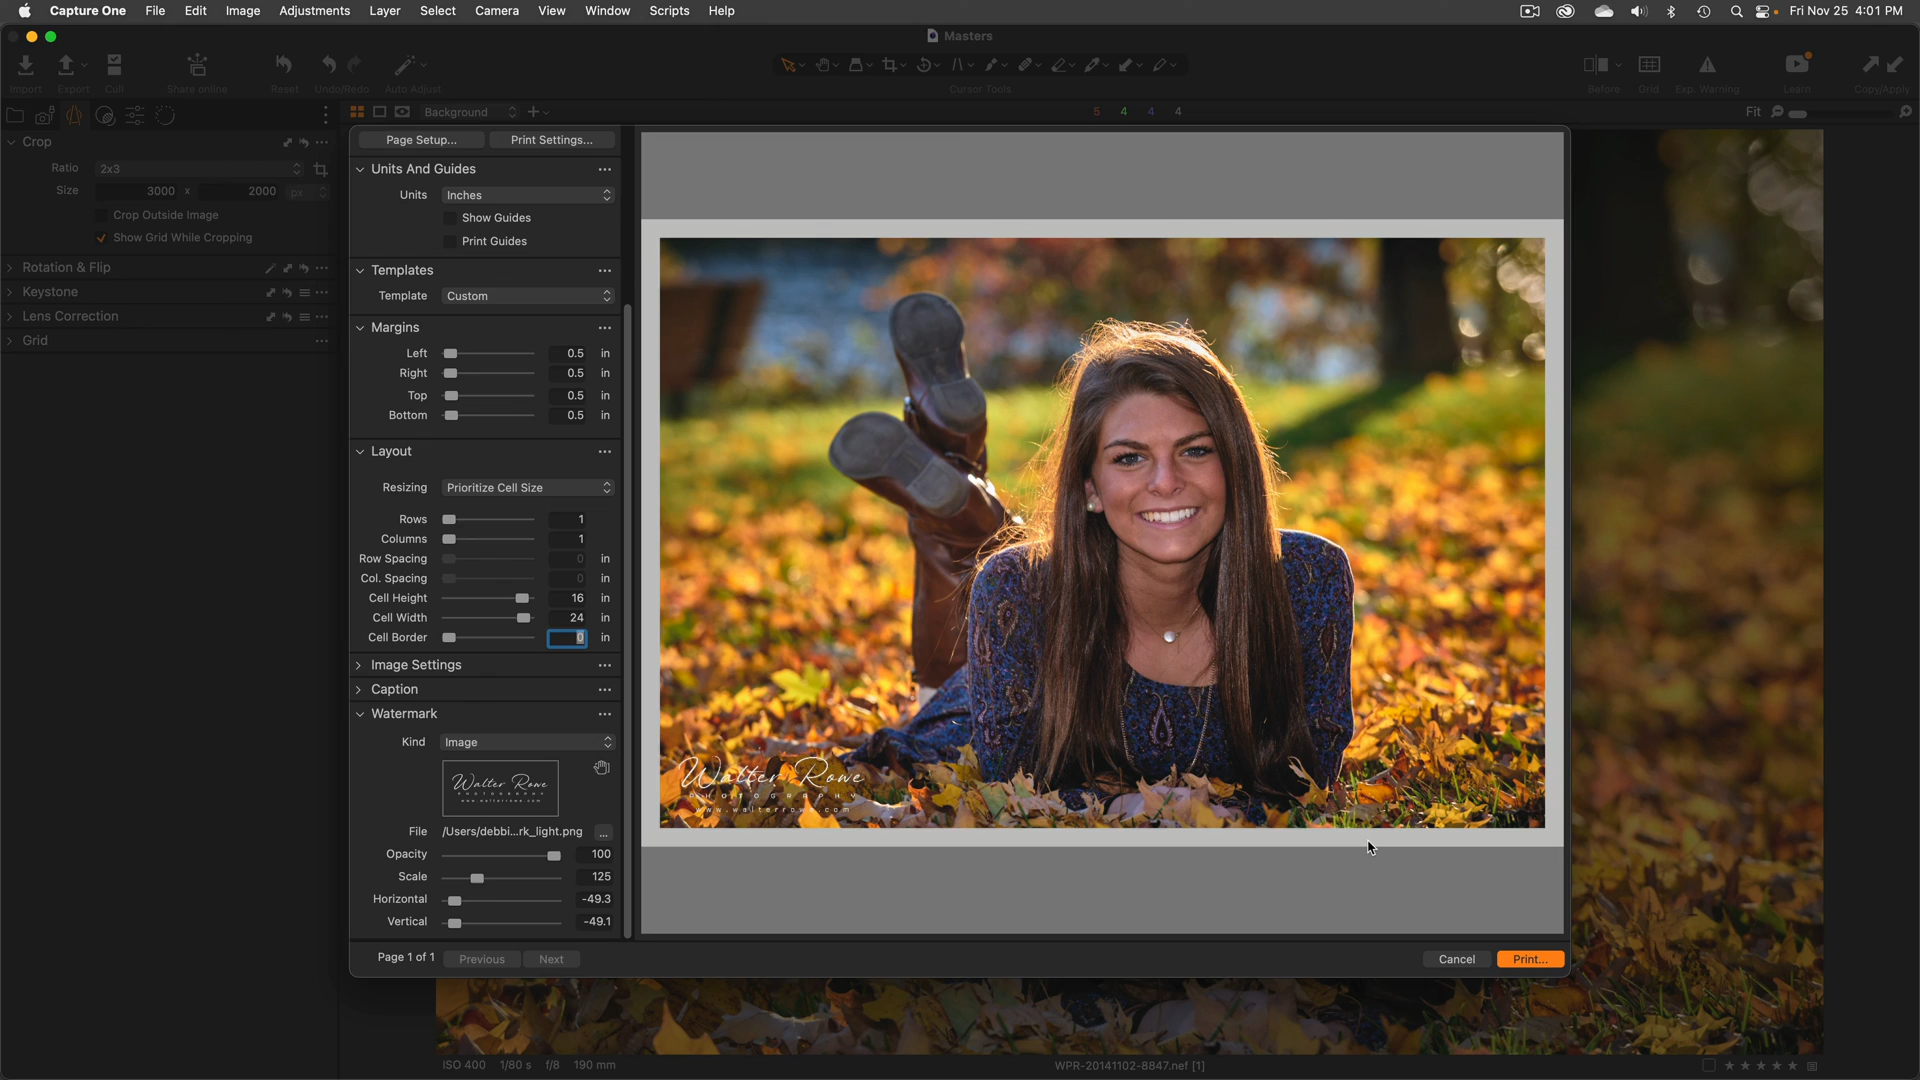 Capture One File Edit Image Adjustments Layer Select Camera View Window Scripts Help Fri Nov 25 4:01 PM
Masters
Import Export Cull Share online Reset Undo/Redo Auto Adjust Cursor Tools Before Grid Exp. Warning Learn Copy/Apply
Background 5 4 4 4 Fit
Crop
Ratio 2x3
Size 3000 x 2000 px
Crop Outside Image
Show Grid While Cropping
Rotation & Flip
Keystone
Lens Correction
Grid
Page Setup... Print Settings...
Units And Guides
Units Inches
Show Guides
Print Guides
Templates
Template Custom
Margins
Left 0.5 in
Right 0.5 in
Top 0.5 in
Bottom 0.5 in
Layout
Resizing Prioritize Cell Size
Rows 1
Columns 1
Row Spacing 0 in
Col. Spacing 0 in
Cell Height 16 in
Cell Width 24 in
Cell Border 0 in
Image Settings
Caption
Watermark
Kind Image
Walter Rowe
PHOTOGRAPHY
www.walterrowe.com
File /Users/debbi...rk_light.png ...
Opacity 100
Scale 125
Horizontal -49.3
Vertical -49.1
Page 1 of 1 Previous Next
Walter Rowe
PHOTOGRAPHY
www.walterrowe.com
Cancel Print...
ISO 400 1/80 s f/8 190 mm WPR-20141102-8847.nef [1]